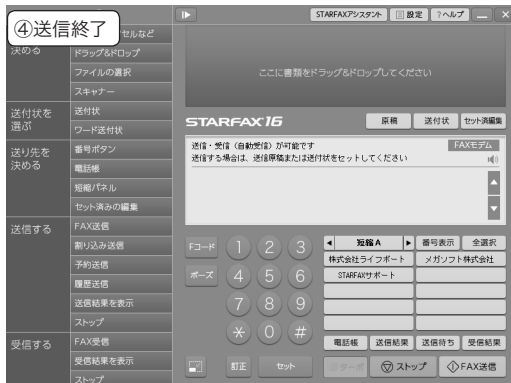 ④送信終了
セルなど
決める
ドラッグ&ドロップ
ファイルの選択
スキャナー
送付状を
選ぶ
送付状
ワード送付状
送り先を
決める
番号ボタン
電話帳
短縮パネル
セット済みの編集
送信する
FAX送信
割り込み送信
予約送信
履歴送信
送信結果を表示
ストップ
受信する
FAX受信
受信結果を表示
ストップ
STARFAXアシスタント 設定 ?ヘルプ
ここに書類をドラッグ&ドロップしてください
STARFAX'16
原稿 送付状 セット済編集
送信・受信（自動受信）が可能です
送信する場合は、送信原稿または送付状をセットしてください
FAXモデム
Fコード 1 2 3
ポーズ 4 5 6
7 8 9
* 0 #
訂正 セット
短縮A 番号表示 全選択
株式会社ライフボート メガソフト株式会社
STARFAXサポート
電話帳 送信結果 送信待ち 受信結果
ストップ FAX送信